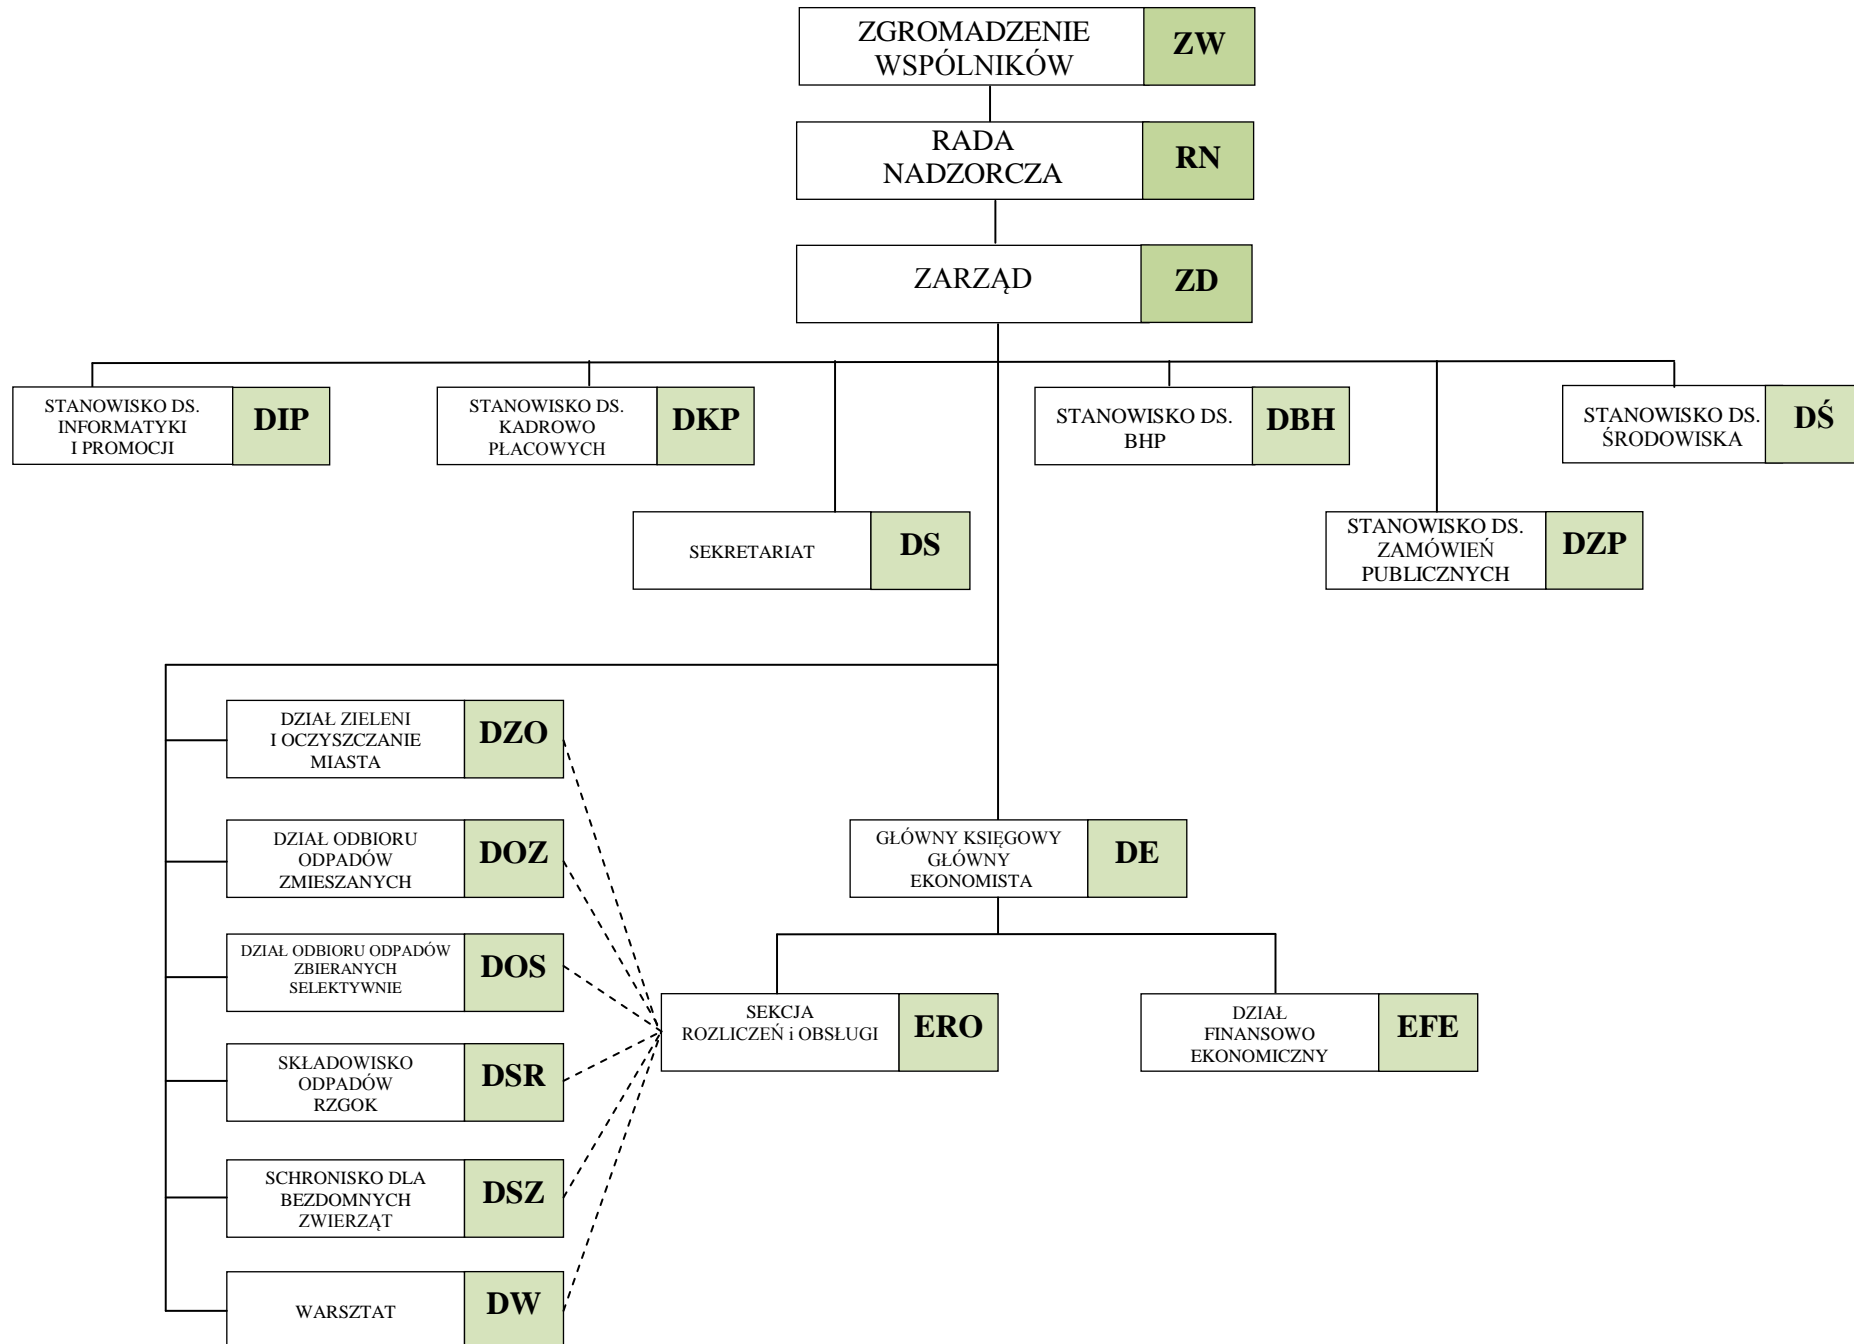 ZGROMADZENIE
WSPÓLNIKÓW
ZW
RADA
NADZORCZA
RN
ZARZĄD
ZD
STANOWISKO DS.
INFORMATYKI
I PROMOCJI
DIP
STANOWISKO DS.
KADROWO
PŁACOWYCH
DKP
STANOWISKO DS.
BHP
DBH
STANOWISKO DS.
ŚRODOWISKA
DŚ
SEKRETARIAT
DS
STANOWISKO DS.
ZAMÓWIEŃ
PUBLICZNYCH
DZP
DZIAŁ ZIELENI
I OCZYSZCZANIE
MIASTA
DZO
DZIAŁ ODBIORU
ODPADÓW
ZMIESZANYCH
DOZ
GŁÓWNY KSIĘGOWY
GŁÓWNY
EKONOMISTA
DE
DZIAŁ ODBIORU ODPADÓW
ZBIERANYCH
SELEKTYWNIE
DOS
SEKCJA
ROZLICZEŃ i OBSŁUGI
ERO
DZIAŁ
FINANSOWO
EKONOMICZNY
EFE
SKŁADOWISKO
ODPADÓW
RZGOK
DSR
SCHRONISKO DLA
BEZDOMNYCH
ZWIERZĄT
DSZ
WARSZTAT
DW